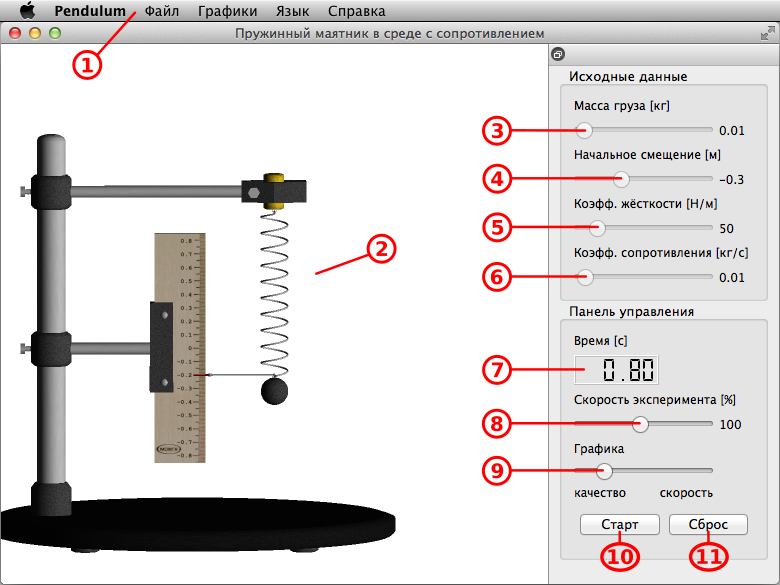 Pendulum Файл Графики Язык Справка
Пружинный маятник в среде с сопротивлением
1
Исходные данные
Масса груза [кг]
3
0.01
Начальное смещение [м]
4
-0.3
Коэфф. жёсткости [Н/м]
5
50
2
Коэфф. сопротивления [кг/с]
6
0.01
0.8
0.7
0.6
0.5
0.4
0.3
0.2
0.1
0
-0.1
-0.2
-0.3
-0.4
-0.5
-0.6
-0.7
-0.8
Панель управления
Время [с]
7
0.80
Скорость эксперимента [%]
8
100
Графика
9
качество скорость
Старт Сброс
10 11